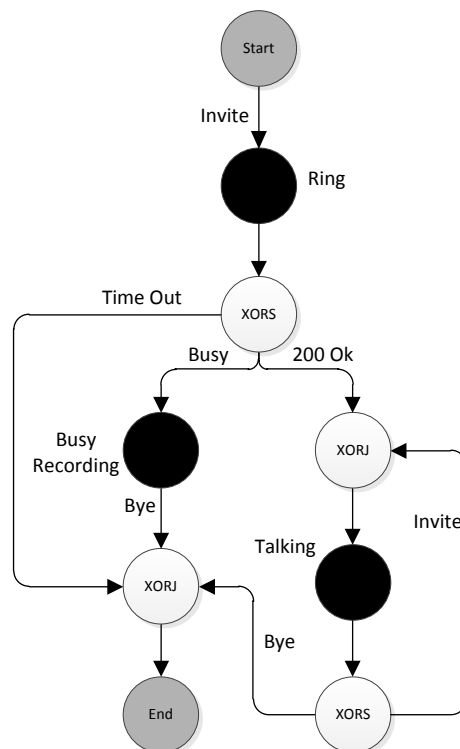 Start
Invite
Ring
XORS
Time Out
Busy
200 Ok
Busy
Recording
XORJ
Bye
Invite
Talking
XORJ
Bye
End
XORS